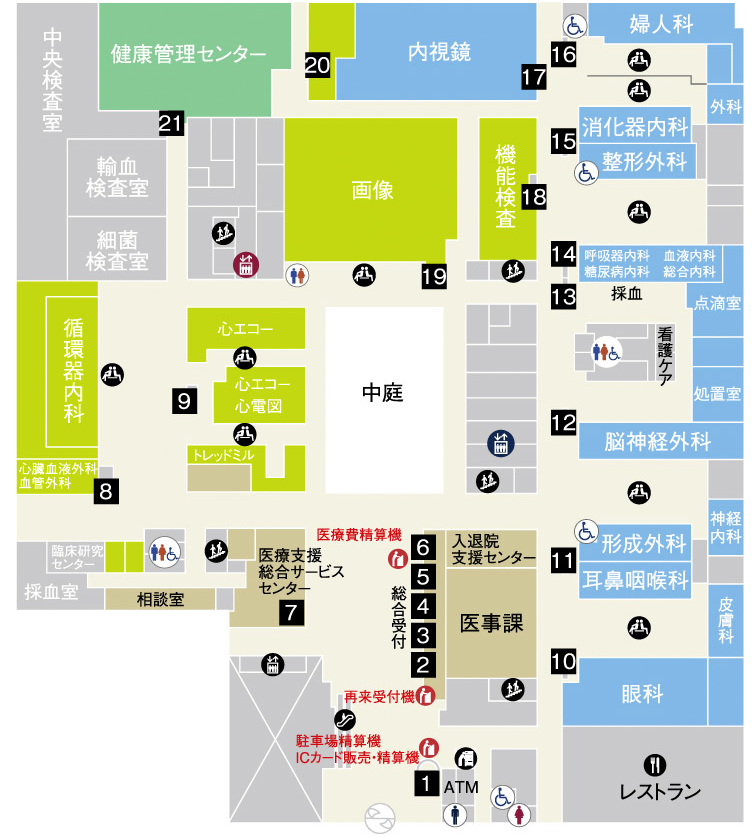 中央検査室
健康管理センター
20
内視鏡
17
16
婦人科
外科
21
輸血
検査室
細菌
検査室
画像
19
機能検査
18
15
消化器内科
整形外科
14
呼吸器内科 血液内科
糖尿病内科 総合内科
13
採血
点滴室
循環器内科
心エコー
9
心エコー
心電図
トレッドミル
中庭
看護ケア
処置室
12
脳神経外科
心臓血液外科
血管外科
8
臨床研究
センター
採血室
相談室
医療支援
総合サービス
センター
7
医療費精算機
総合受付
6
5
4
3
2
入退院
支援センター
医事課
11
形成外科
耳鼻咽喉科
神経内科
皮膚科
10
眼科
再来受付機
駐車場精算機
ICカード販売・精算機
1
ATM
レストラン